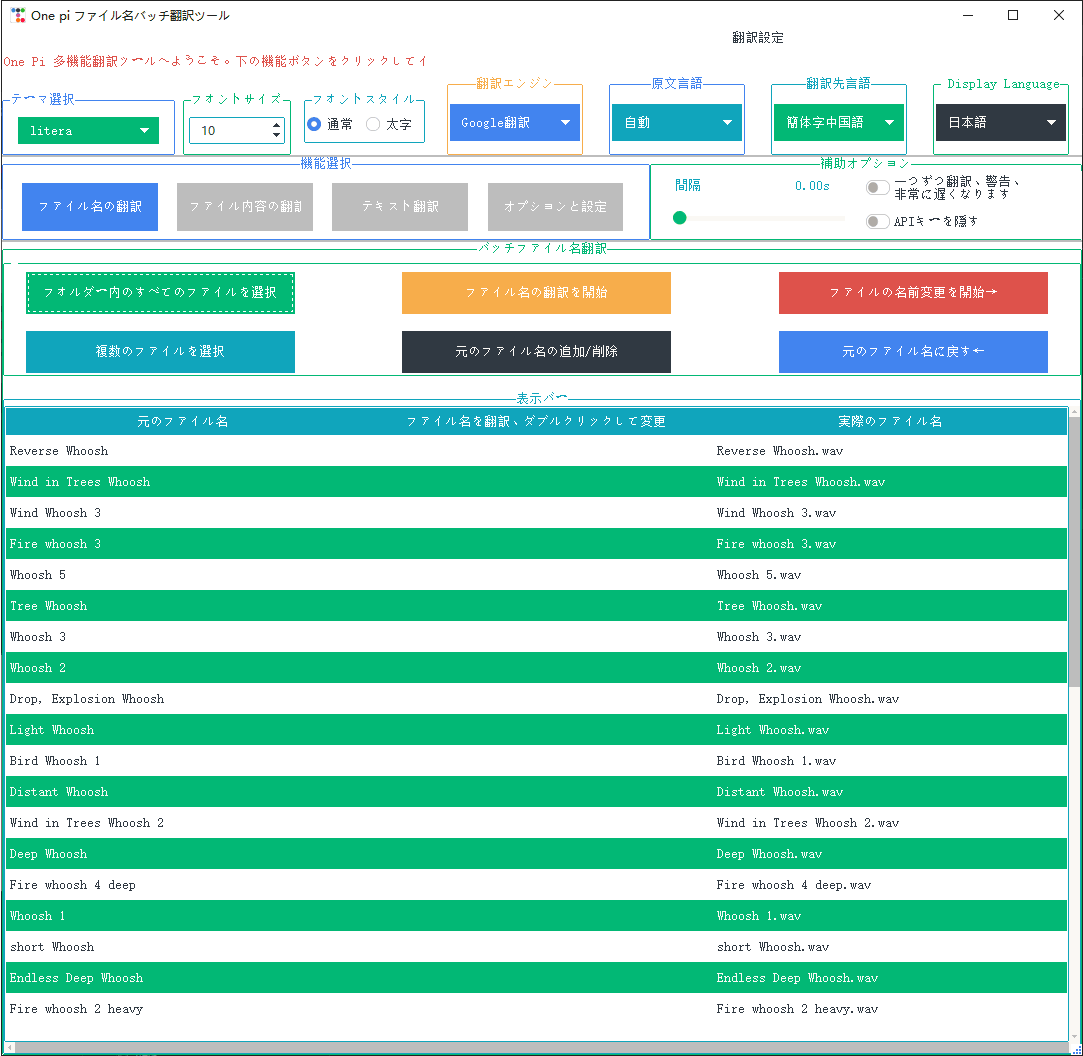 One pi ファイル名バッチ翻訳ツール
翻訳設定
One Pi 多機能翻訳ツールへようこそ。下の機能ボタンをクリックしてイ
テーマ選択
フォントサイズ
フォントスタイル
翻訳エンジン
原文言語
翻訳先言語
Display Language
litera
10
通常
太字
Google翻訳
自動
簡体字中国語
日本語
機能選択
補助オプション
ファイル名の翻訳
ファイル内容の翻訳
テキスト翻訳
オプションと設定
間隔
0.00s
一つずつ翻訳、警告、
非常に遅くなります
APIキーを隠す
バッチファイル名翻訳
フォルダー内のすべてのファイルを選択
ファイル名の翻訳を開始
ファイルの名前変更を開始→
複数のファイルを選択
元のファイル名の追加/削除
元のファイル名に戻す←
表示バー
元のファイル名
ファイル名を翻訳、ダブルクリックして変更
実際のファイル名
Reverse Whoosh
Reverse Whoosh.wav
Wind in Trees Whoosh
Wind in Trees Whoosh.wav
Wind Whoosh 3
Wind Whoosh 3.wav
Fire whoosh 3
Fire whoosh 3.wav
Whoosh 5
Whoosh 5.wav
Tree Whoosh
Tree Whoosh.wav
Whoosh 3
Whoosh 3.wav
Whoosh 2
Whoosh 2.wav
Drop, Explosion Whoosh
Drop, Explosion Whoosh.wav
Light Whoosh
Light Whoosh.wav
Bird Whoosh 1
Bird Whoosh 1.wav
Distant Whoosh
Distant Whoosh.wav
Wind in Trees Whoosh 2
Wind in Trees Whoosh 2.wav
Deep Whoosh
Deep Whoosh.wav
Fire whoosh 4 deep
Fire whoosh 4 deep.wav
Whoosh 1
Whoosh 1.wav
short Whoosh
short Whoosh.wav
Endless Deep Whoosh
Endless Deep Whoosh.wav
Fire whoosh 2 heavy
Fire whoosh 2 heavy.wav